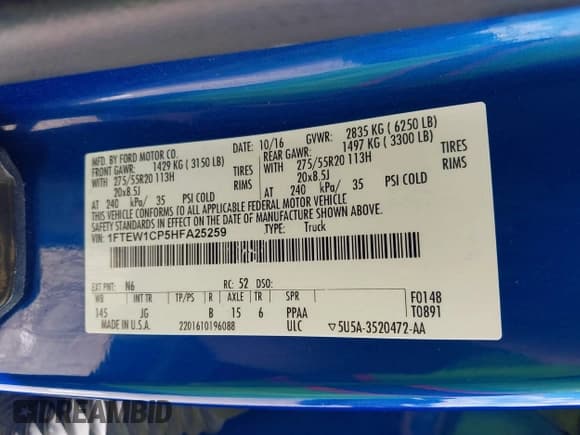 MFD. BY FORD MOTOR CO. DATE: 10/16 GVWR: 2835 KG ( 6250 LB)
FRONT GAWR: 1429 KG ( 3150 LB) REAR GAWR: 1497 KG ( 3300 LB)
WITH 275/55R20 113H TIRES WITH 275/55R20 113H TIRES
20x8.5J RIMS 20x8.5J RIMS
AT 240 kPa/ 35 PSI COLD AT 240 kPa/ 35 PSI COLD
THIS VEHICLE CONFORMS TO ALL APPLICABLE FEDERAL MOTOR VEHICLE
SAFETY STANDARDS IN EFFECT ON THE DATE OF MANUFACTURE SHOWN ABOVE.
VIN: 1FTEW1CP5HFA25259 TYPE: Truck
EXT PNT: N6 RC: 52 DSO:
WB INT TR TP/PS R AXLE TR SPR F0148
145 JG B 15 6 PPAA T0891
MADE IN U.S.A. 2201610196088 ULC ▽5U5A-3520472-AA
DREAMBID